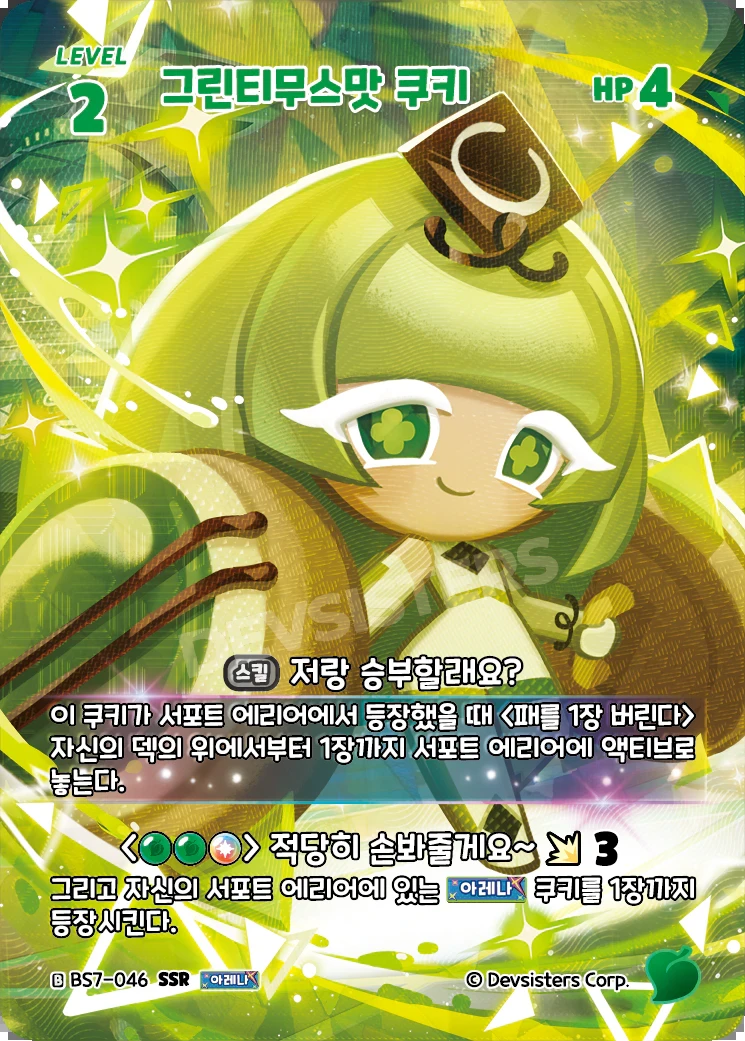 LEVEL
2
그린티무스맛 쿠키
HP 4
DEVSISTERS
스킬 저랑 승부할래요?
이 쿠키가 서포트 에리어에서 등장했을 때 <패를 1장 버린다>
자신의 덱의 위에서부터 1장까지 서포트 에리어에 액티브로
놓는다.
< > 적당히 손봐줄게요~ 3
그리고 자신의 서포트 에리어에 있는 아레나 쿠키를 1장까지
등장시킨다.
B BS7-046 SSR 아레나
© Devsisters Corp.